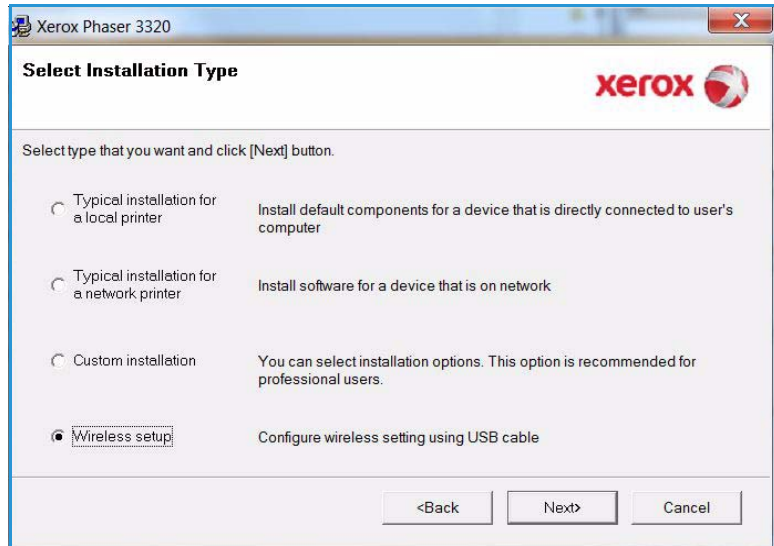 Xerox Phaser 3320
X
Select Installation Type
xerox
Select type that you want and click [Next] button.
Typical installation for
a local printer
Install default components for a device that is directly connected to user's
computer
Typical installation for
a network printer
Install software for a device that is on network
Custom installation
You can select installation options. This option is recommended for
professional users.
Wireless setup
Configure wireless setting using USB cable
<Back
Next>
Cancel